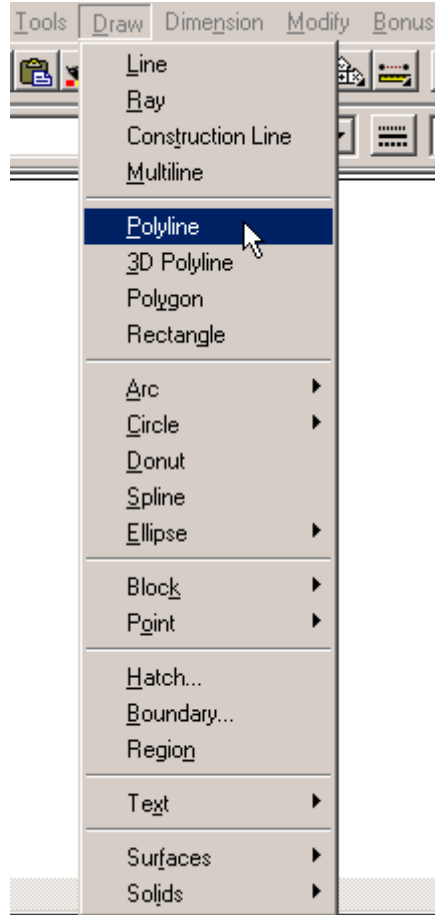 Tools Draw Dimension Modify Bonus
Line
Ray
Construction Line
Multiline
Polyline
3D Polyline
Polygon
Rectangle
Arc
Circle
Donut
Spline
Ellipse
Block
Point
Hatch...
Boundary...
Region
Text
Surfaces
Solids